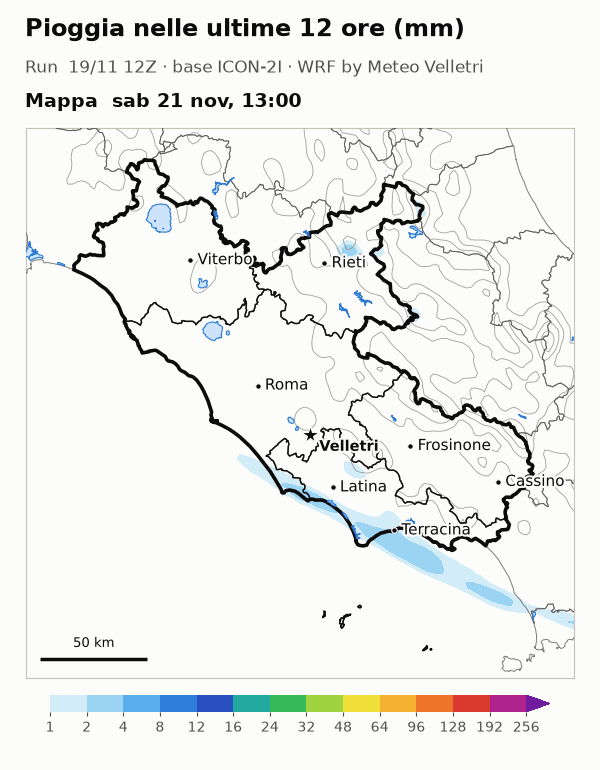 Pioggia nelle ultime 12 ore (mm)
Run  19/11 12Z · base ICON-2I · WRF by Meteo Velletri
Mappa  sab 21 nov, 13:00
Viterbo
Rieti
Roma
Velletri
Frosinone
Latina
Cassino
Terracina
50 km
1 2 4 8 12 16 24 32 48 64 96 128 192 256